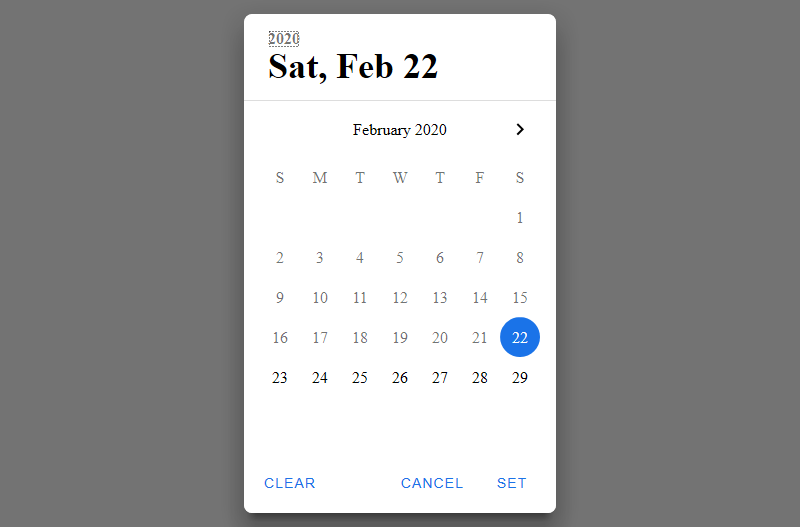 2020
Sat, Feb 22
February 2020
S M T W T F S
1
2 3 4 5 6 7 8
9 10 11 12 13 14 15
16 17 18 19 20 21 22
23 24 25 26 27 28 29
CLEAR CANCEL SET